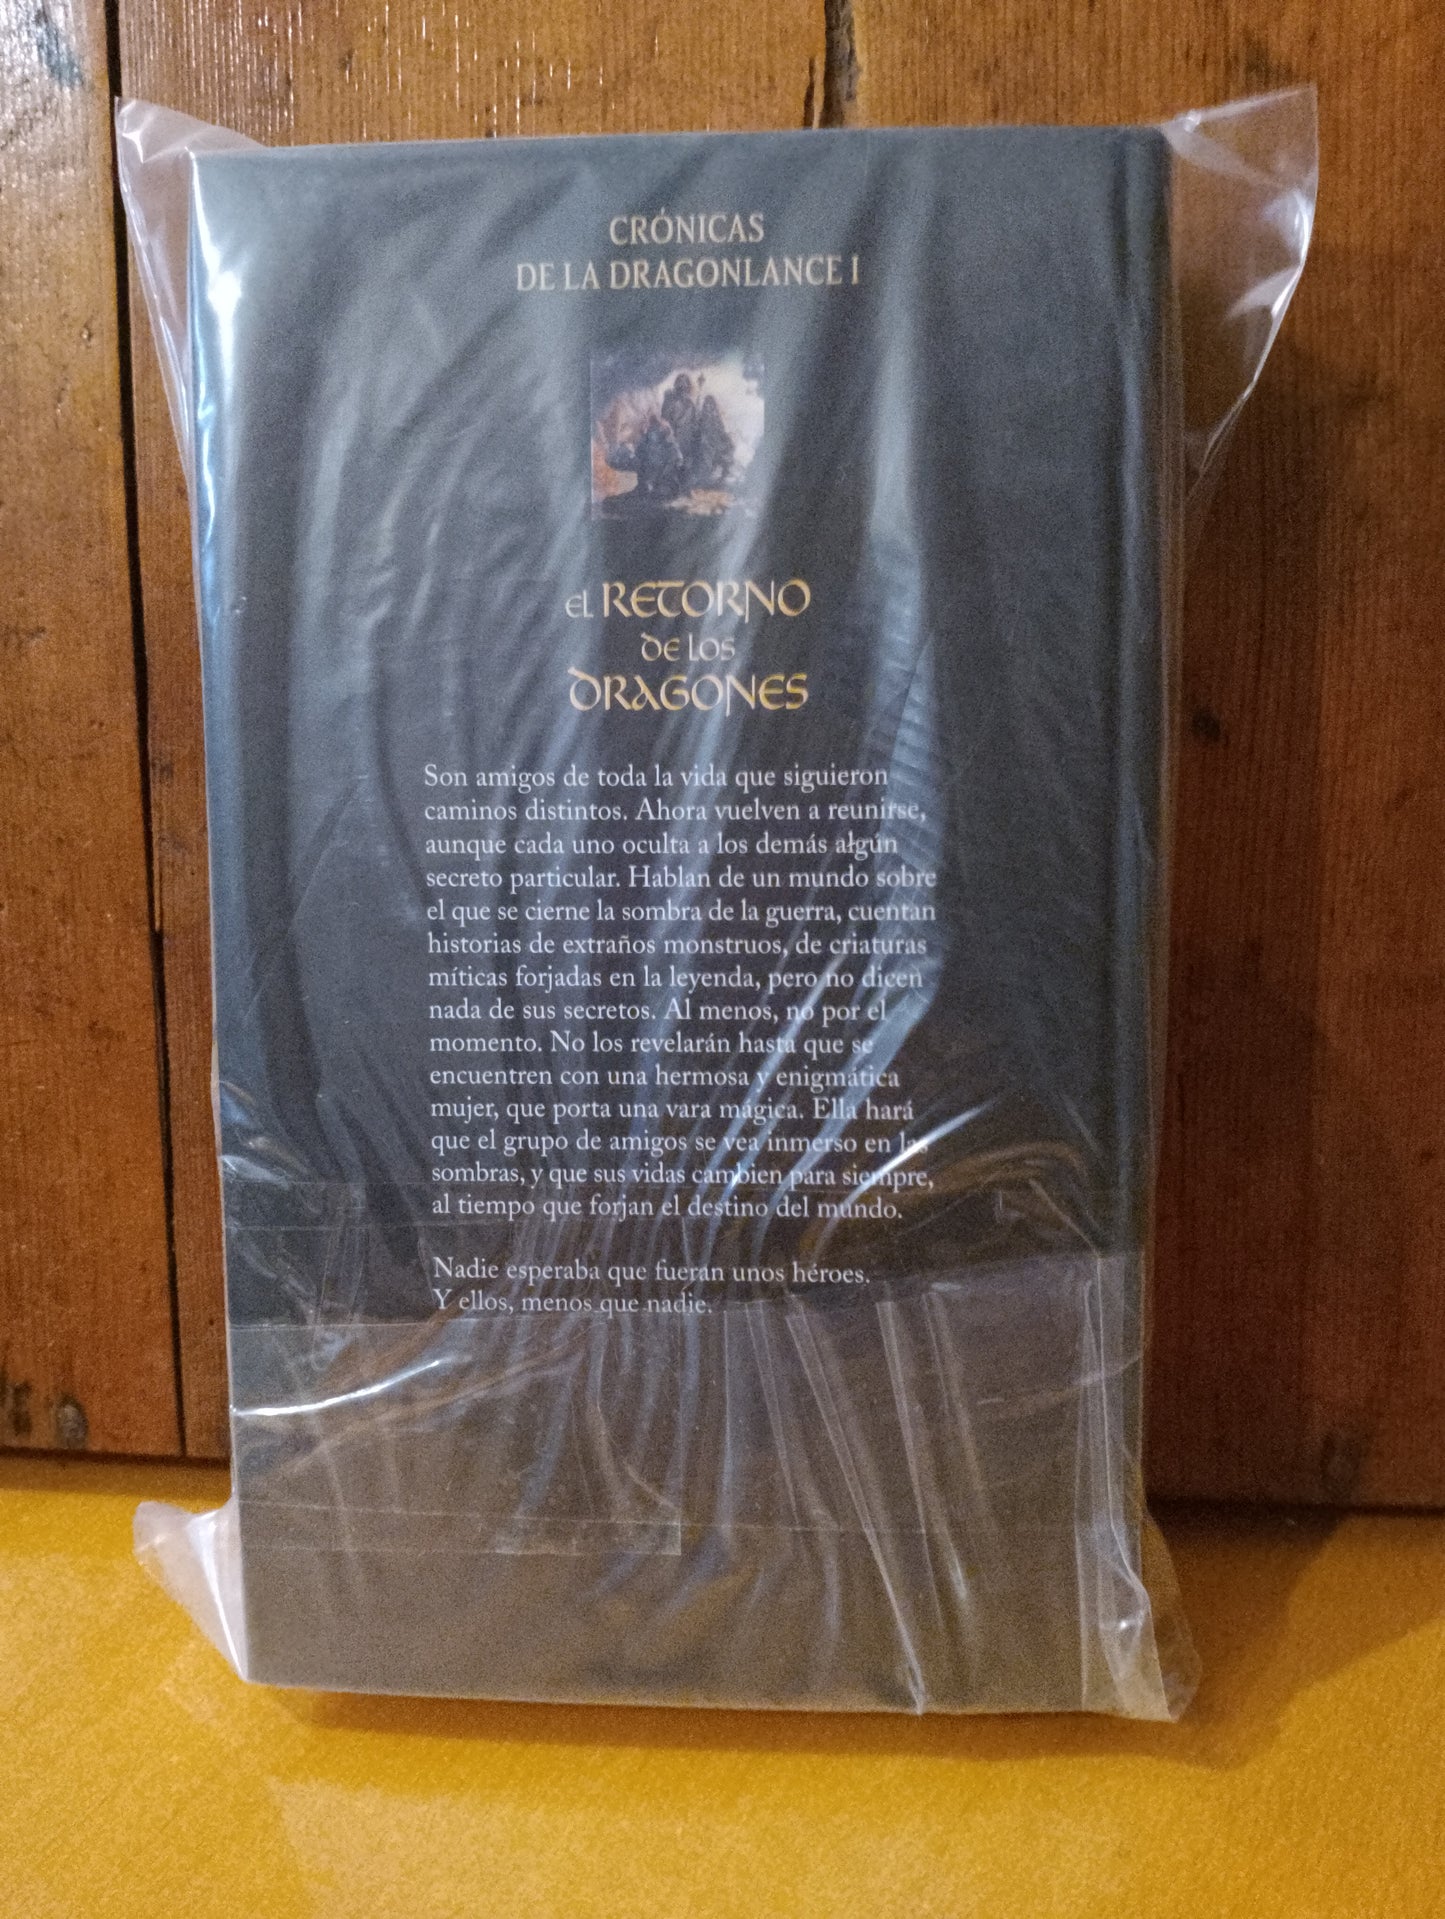 CRÓNICAS
DE LA DRAGONLANCE I
EL RETORNO
DE LOS
DRAGONES
Son amigos de toda la vida que siguieron
caminos distintos. Ahora vuelven a reunirse,
aunque cada uno oculta a los demás algún
secreto particular. Hablan de un mundo sobre
el que se cierne la sombra de la guerra, cuentan
historias de extraños monstruos, de criaturas
míticas forjadas en la leyenda, pero no dicen
nada de sus secretos. Al menos, no por el
momento. No los revelarán hasta que se
encuentren con una hermosa y enigmática
mujer, que porta una vara mágica. Ella hará
que el grupo de amigos se vea inmerso en las
sombras, y que sus vidas cambien para siempre,
al tiempo que forjan el destino del mundo.
Nadie esperaba que fueran unos héroes.
Y ellos, menos que nadie.